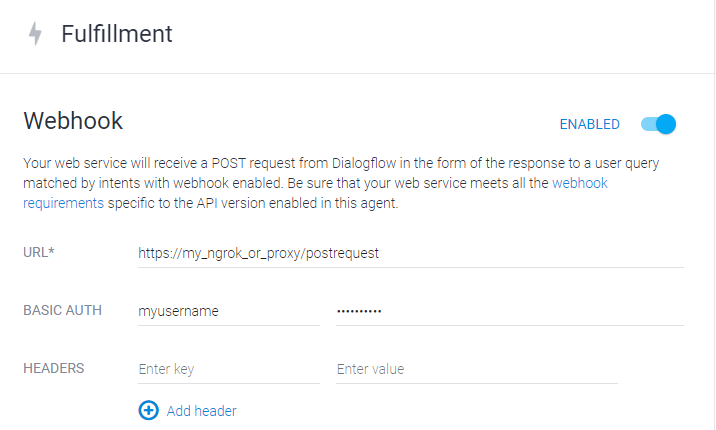 Fulfillment
Webhook
ENABLED
Your web service will receive a POST request from Dialogflow in the form of the response to a user query
matched by intents with webhook enabled. Be sure that your web service meets all the webhook
requirements specific to the API version enabled in this agent.
URL* https://my_ngrok_or_proxy/postrequest
BASIC AUTH myusername ••••••••••
HEADERS Enter key Enter value
Add header